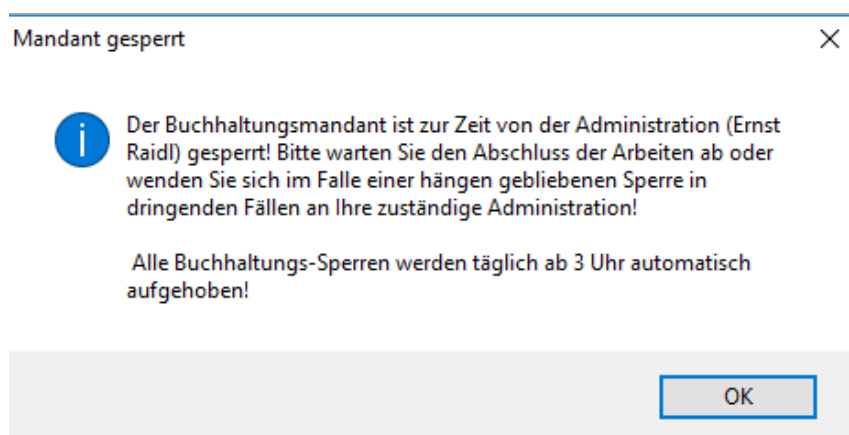 Mandant gesperrt
Der Buchhaltungsmandant ist zur Zeit von der Administration (Ernst
Raidl) gesperrt! Bitte warten Sie den Abschluss der Arbeiten ab oder
wenden Sie sich im Falle einer hängen gebliebenen Sperre in
dringenden Fällen an Ihre zuständige Administration!
Alle Buchhaltungs-Sperren werden täglich ab 3 Uhr automatisch
aufgehoben!
OK